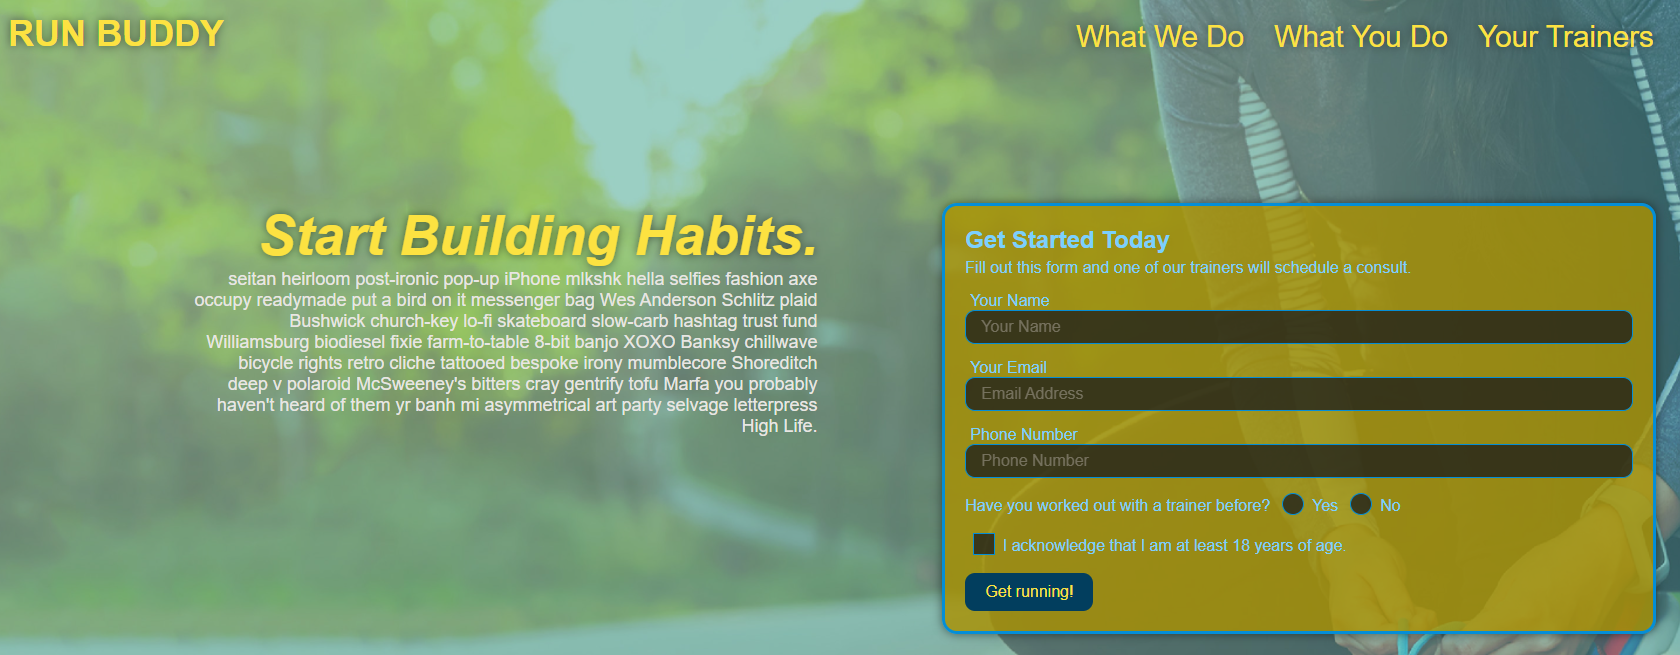 RUN BUDDY
What We Do What You Do Your Trainers
Start Building Habits.
seitan heirloom post-ironic pop-up iPhone mlkshk hella selfies fashion axe
occupy readymade put a bird on it messenger bag Wes Anderson Schlitz plaid
Bushwick church-key lo-fi skateboard slow-carb hashtag trust fund
Williamsburg biodiesel fixie farm-to-table 8-bit banjo XOXO Banksy chillwave
bicycle rights retro cliche tattooed bespoke irony mumblecore Shoreditch
deep v polaroid McSweeney's bitters cray gentrify tofu Marfa you probably
haven't heard of them yr banh mi asymmetrical art party selvage letterpress
High Life.
Get Started Today
Fill out this form and one of our trainers will schedule a consult.
Your Name
Your Name
Your Email
Email Address
Phone Number
Phone Number
Have you worked out with a trainer before? Yes No
I acknowledge that I am at least 18 years of age.
Get running!